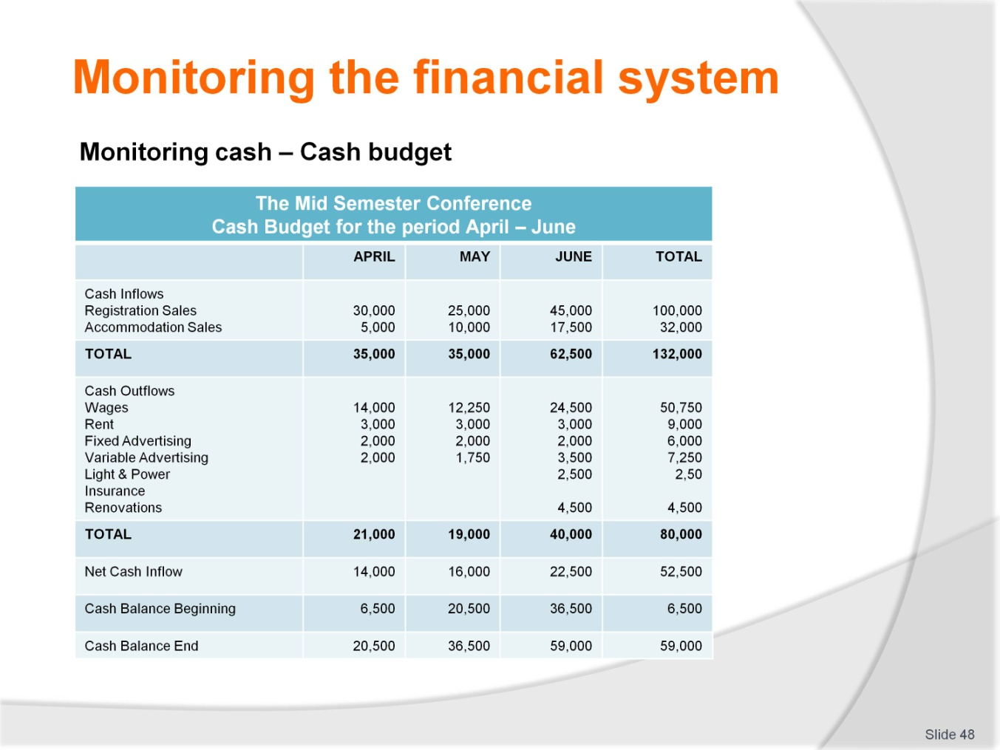 Monitoring the financial system
Monitoring cash – Cash budget
The Mid Semester Conference
Cash Budget for the period April – June
APRIL MAY JUNE TOTAL
Cash Inflows
Registration Sales 30,000 25,000 45,000 100,000
Accommodation Sales 5,000 10,000 17,500 32,000
TOTAL 35,000 35,000 62,500 132,000
Cash Outflows
Wages 14,000 12,250 24,500 50,750
Rent 3,000 3,000 3,000 9,000
Fixed Advertising 2,000 2,000 2,000 6,000
Variable Advertising 2,000 1,750 3,500 7,250
Light & Power 2,500 2,50
Insurance
Renovations 4,500 4,500
TOTAL 21,000 19,000 40,000 80,000
Net Cash Inflow 14,000 16,000 22,500 52,500
Cash Balance Beginning 6,500 20,500 36,500 6,500
Cash Balance End 20,500 36,500 59,000 59,000
Slide 48